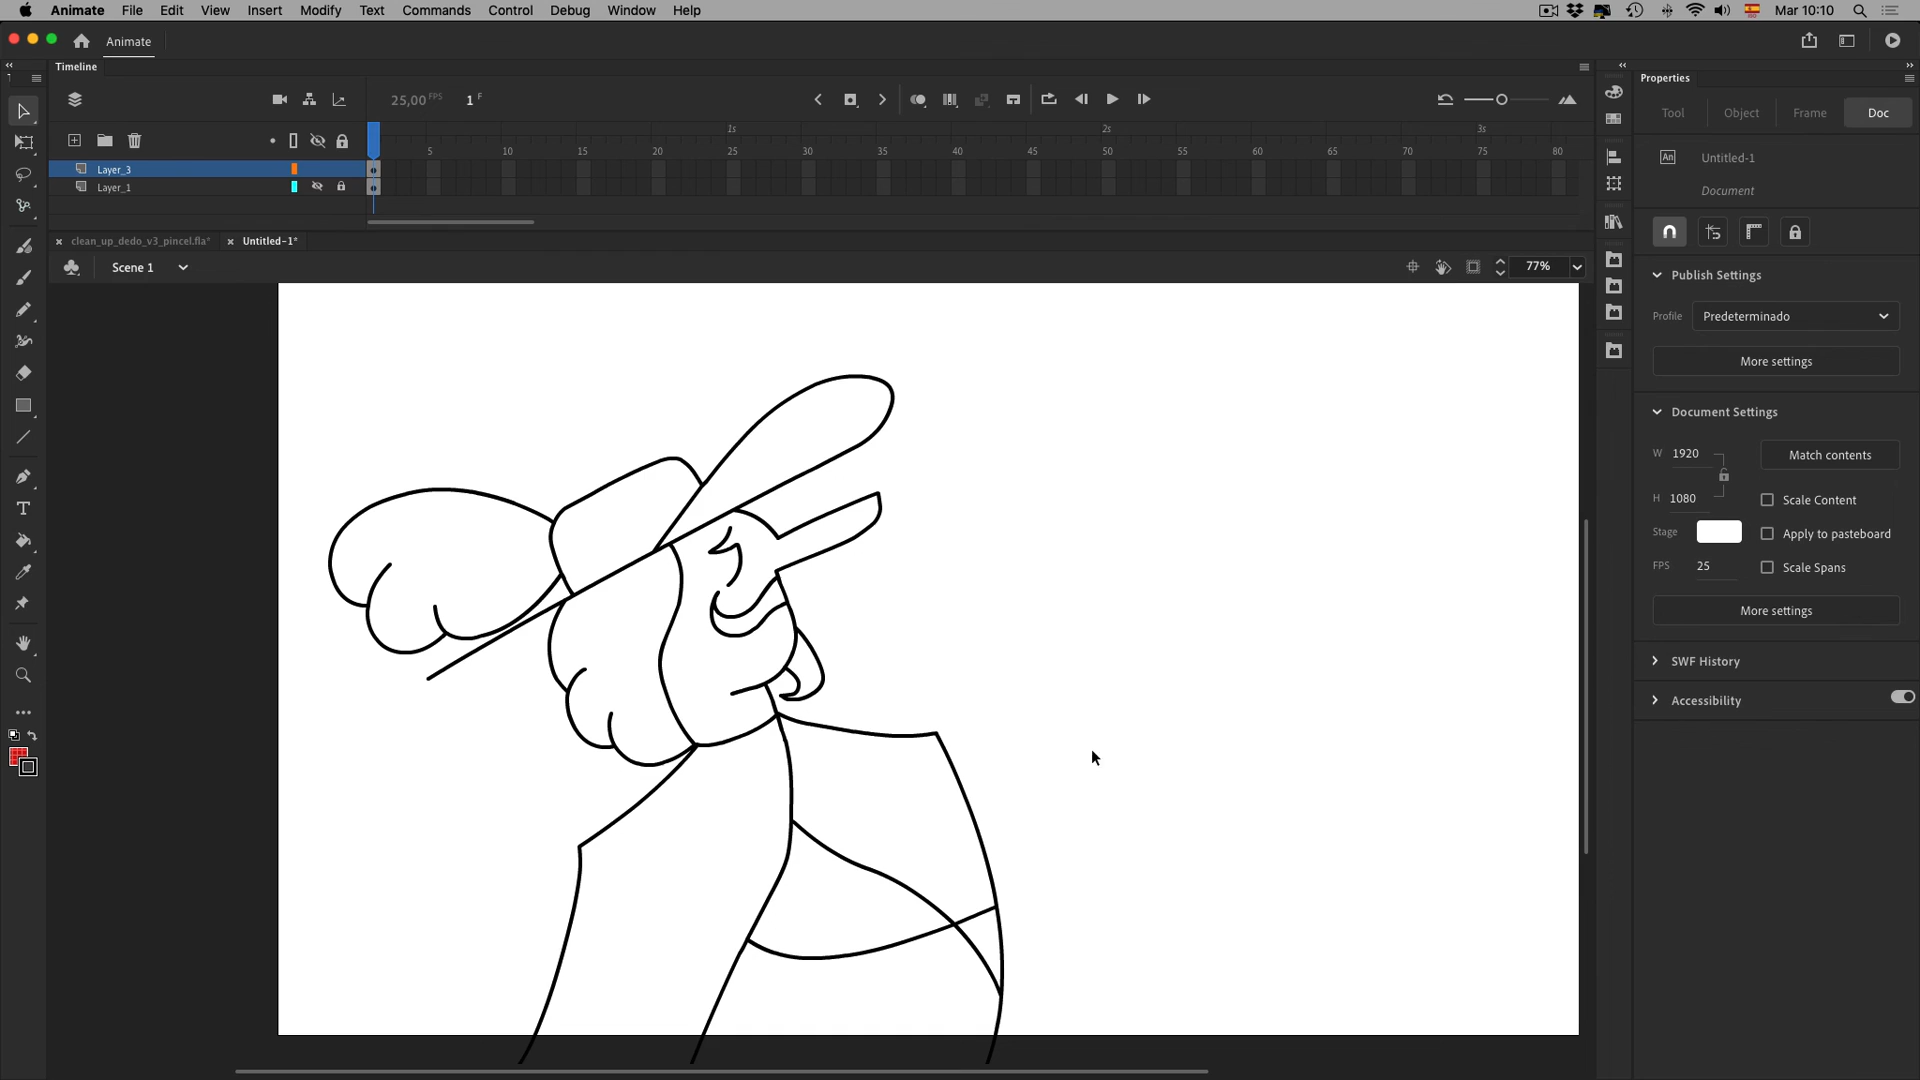 Animate File Edit View Insert Modify Text Commands Control Debug Window Help Mar 10:10
Animate
Timeline
25,00 FPS 1 F
1s 2s 3s
5 10 15 20 25 30 35 40 45 50 55 60 65 70 75 80
Layer_3
Layer_1
clean_up_dedo_v3_pincel.fla* Untitled-1*
Scene 1 77%
Properties
Tool Object Frame Doc
An Untitled-1
Document
Publish Settings
Profile Predeterminado
More settings
Document Settings
W 1920 Match contents
H 1080 Scale Content
Stage Apply to pasteboard
FPS 25 Scale Spans
More settings
SWF History
Accessibility